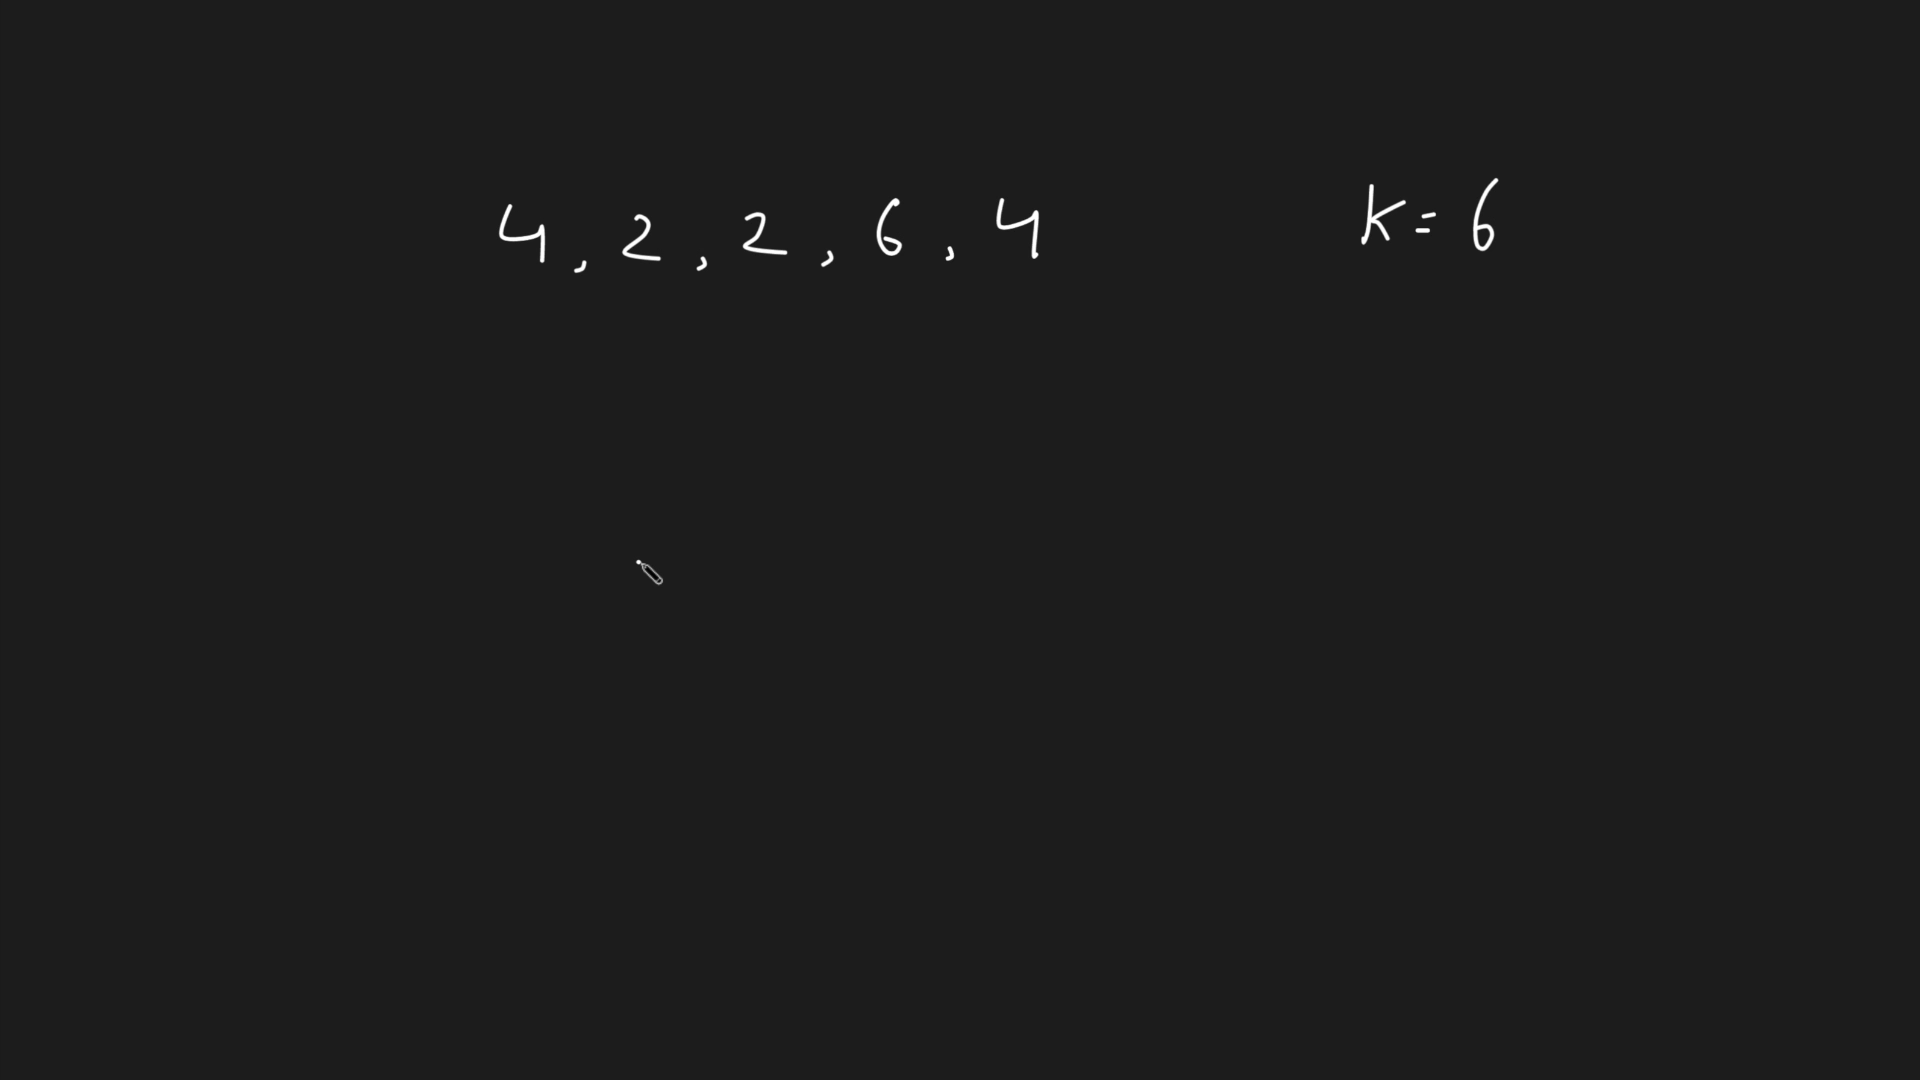 4, 2, 2, 6, 4 k = 6